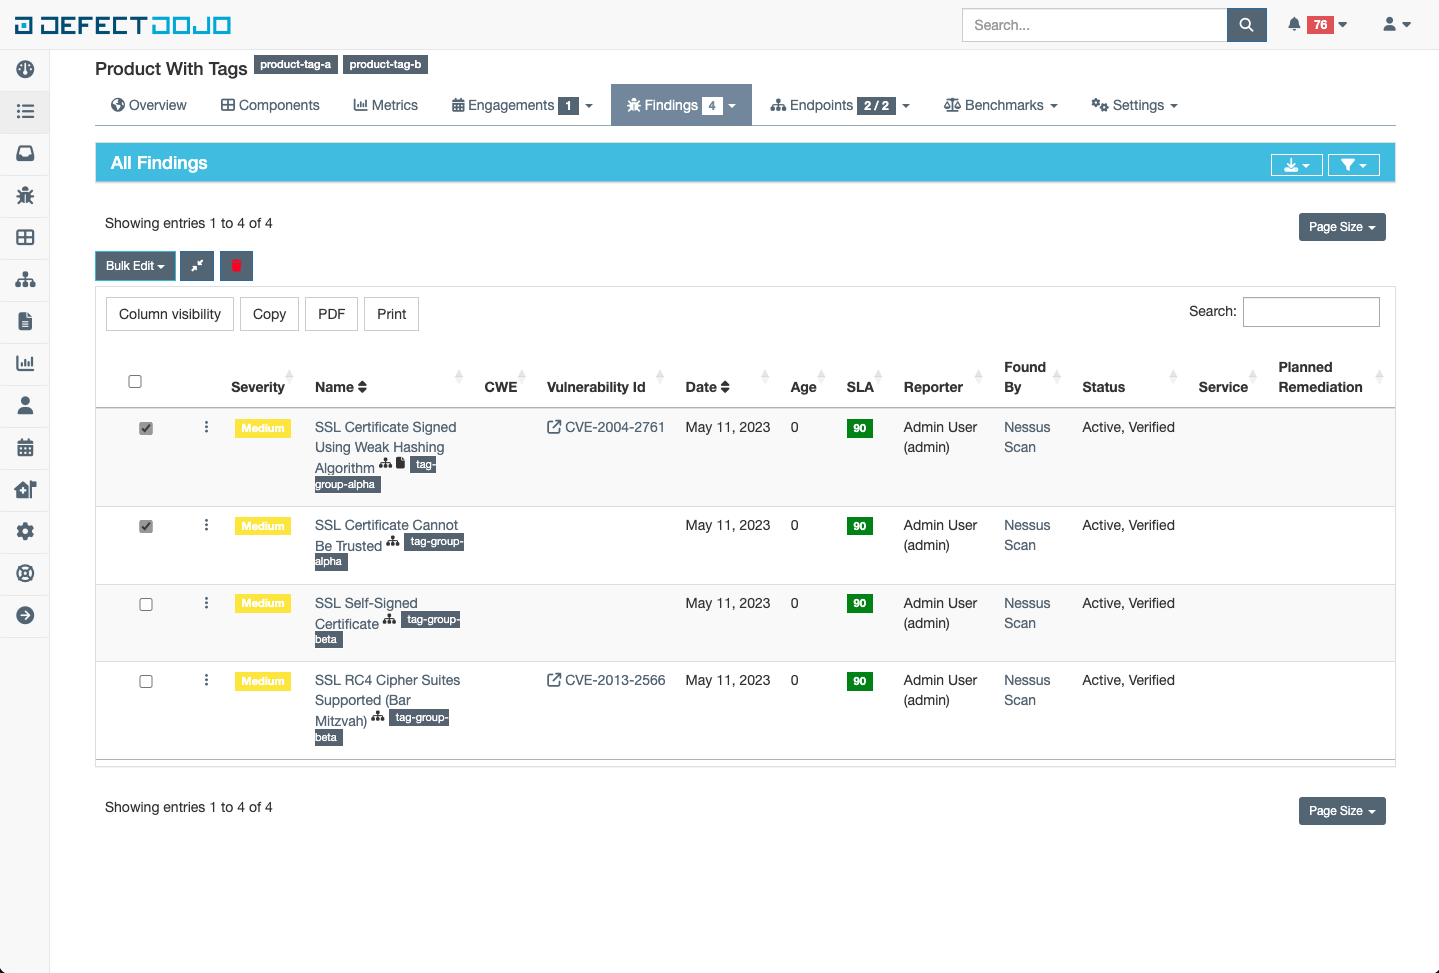 DEFECTDOJO
Search...
76
Product With Tags product-tag-a product-tag-b
Overview Components Metrics Engagements 1 Findings 4 Endpoints 2 / 2 Benchmarks Settings
All Findings
Showing entries 1 to 4 of 4
Page Size
Bulk Edit
Column visibility Copy PDF Print
Search:
Severity Name CWE Vulnerability Id Date Age SLA Reporter Found By Status Service Planned Remediation
Medium SSL Certificate Signed CVE-2004-2761 May 11, 2023 0 90 Admin User Nessus Active, Verified
Using Weak Hashing (admin) Scan
Algorithm tag-
group-alpha
Medium SSL Certificate Cannot May 11, 2023 0 90 Admin User Nessus Active, Verified
Be Trusted tag-group- (admin) Scan
alpha
Medium SSL Self-Signed May 11, 2023 0 90 Admin User Nessus Active, Verified
Certificate tag-group- (admin) Scan
beta
Medium SSL RC4 Cipher Suites CVE-2013-2566 May 11, 2023 0 90 Admin User Nessus Active, Verified
Supported (Bar (admin) Scan
Mitzvah) tag-group-
beta
Showing entries 1 to 4 of 4
Page Size